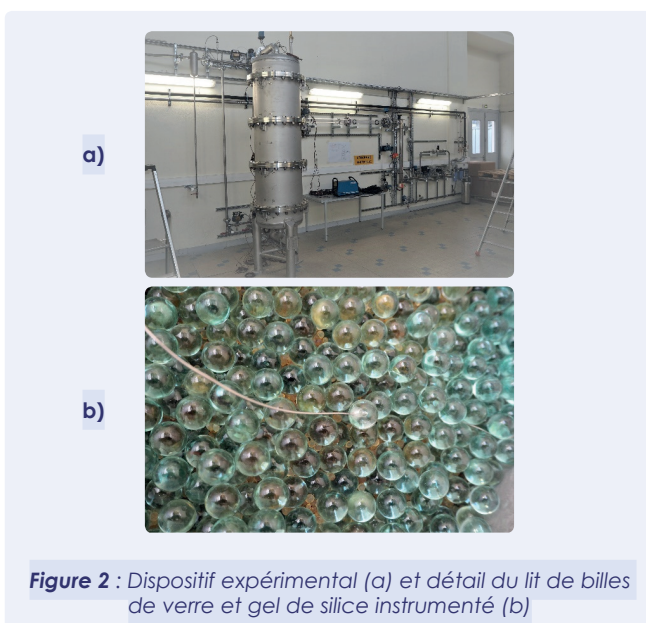 a)
b)
Figure 2 : Dispositif expérimental (a) et détail du lit de billes
de verre et gel de silice instrumenté (b)